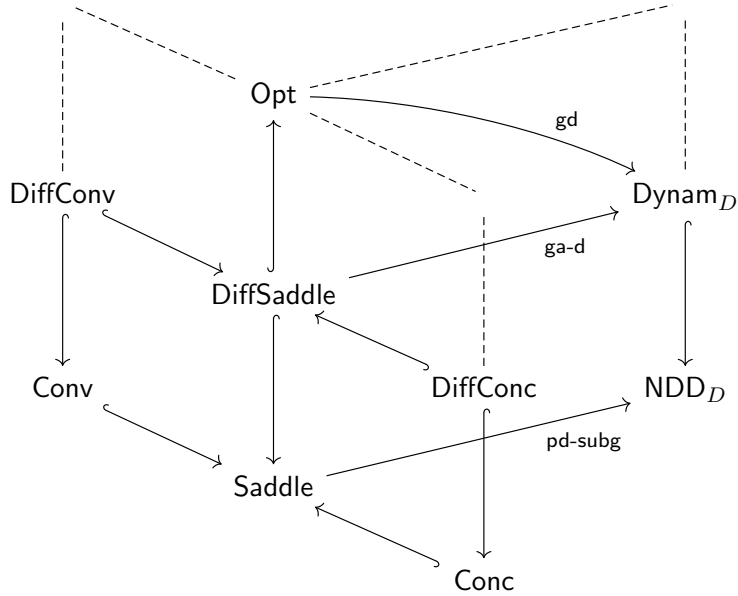 Opt
gd
DiffConv
Dynam_D
ga-d
DiffSaddle
Conv
DiffConc
NDD_D
pd-subg
Saddle
Conc